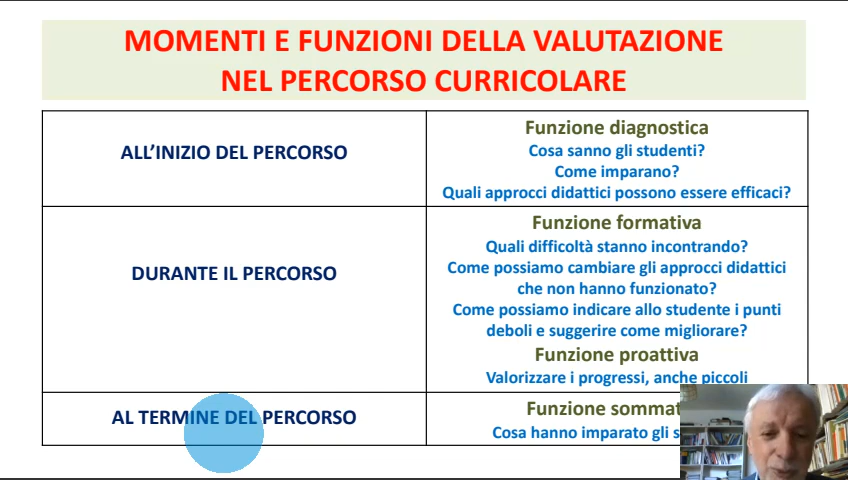 MOMENTI E FUNZIONI DELLA VALUTAZIONE
NEL PERCORSO CURRICOLARE
ALL'INIZIO DEL PERCORSO
Funzione diagnostica
Cosa sanno gli studenti?
Come imparano?
Quali approcci didattici possono essere efficaci?
DURANTE IL PERCORSO
Funzione formativa
Quali difficoltà stanno incontrando?
Come possiamo cambiare gli approcci didattici
che non hanno funzionato?
Come possiamo indicare allo studente i punti
deboli e suggerire come migliorare?
Funzione proattiva
Valorizzare i progressi, anche piccoli
AL TERMINE DEL PERCORSO
Funzione
Cosa hanno imparato gli